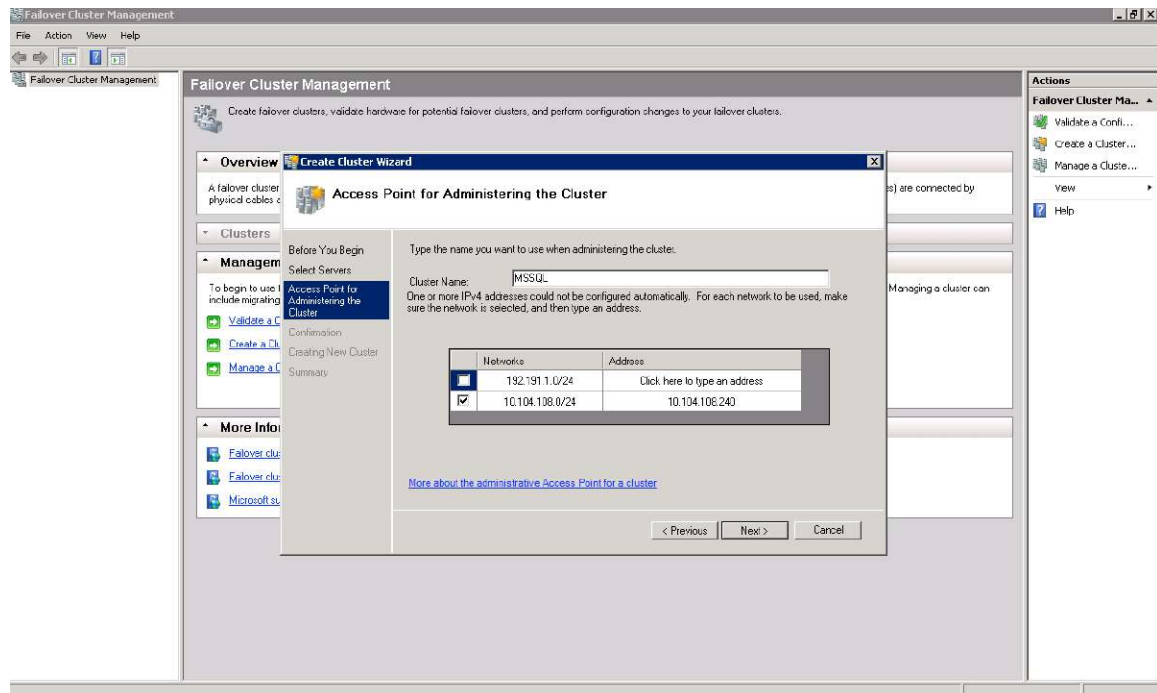 Failover Cluster Management
File Action View Help
Failover Cluster Management
Failover Cluster Management
Create failover clusters, validate hardware for potential failover clusters, and perform configuration changes to your failover clusters.
Overview
A failover cluster
physical cables
es) are connected by
Clusters
Managem
To begin to use
include migrating
Managing a cluster can
Validate a C
Create a Clu
Manage a C
More Infor
Failover clus
Failover clus
Microsoft su
Create Cluster Wizard
Access Point for Administering the Cluster
Before You Begin
Select Servers
Access Point for
Administering the
Cluster
Confirmation
Creating New Cluster
Summary
Type the name you want to use when administering the cluster.
Cluster Name: MSSQL
One or more IPv4 addresses could not be configured automatically. For each network to be used, make
sure the network is selected, and then type an address.
Networks Address
192.191.1.0/24 Click here to type an address
10.104.108.0/24 10.104.108.240
More about the administrative Access Point for a cluster
< Previous Next > Cancel
Actions
Failover Cluster Ma...
Validate a Confi...
Create a Cluster...
Manage a Cluste...
View
Help